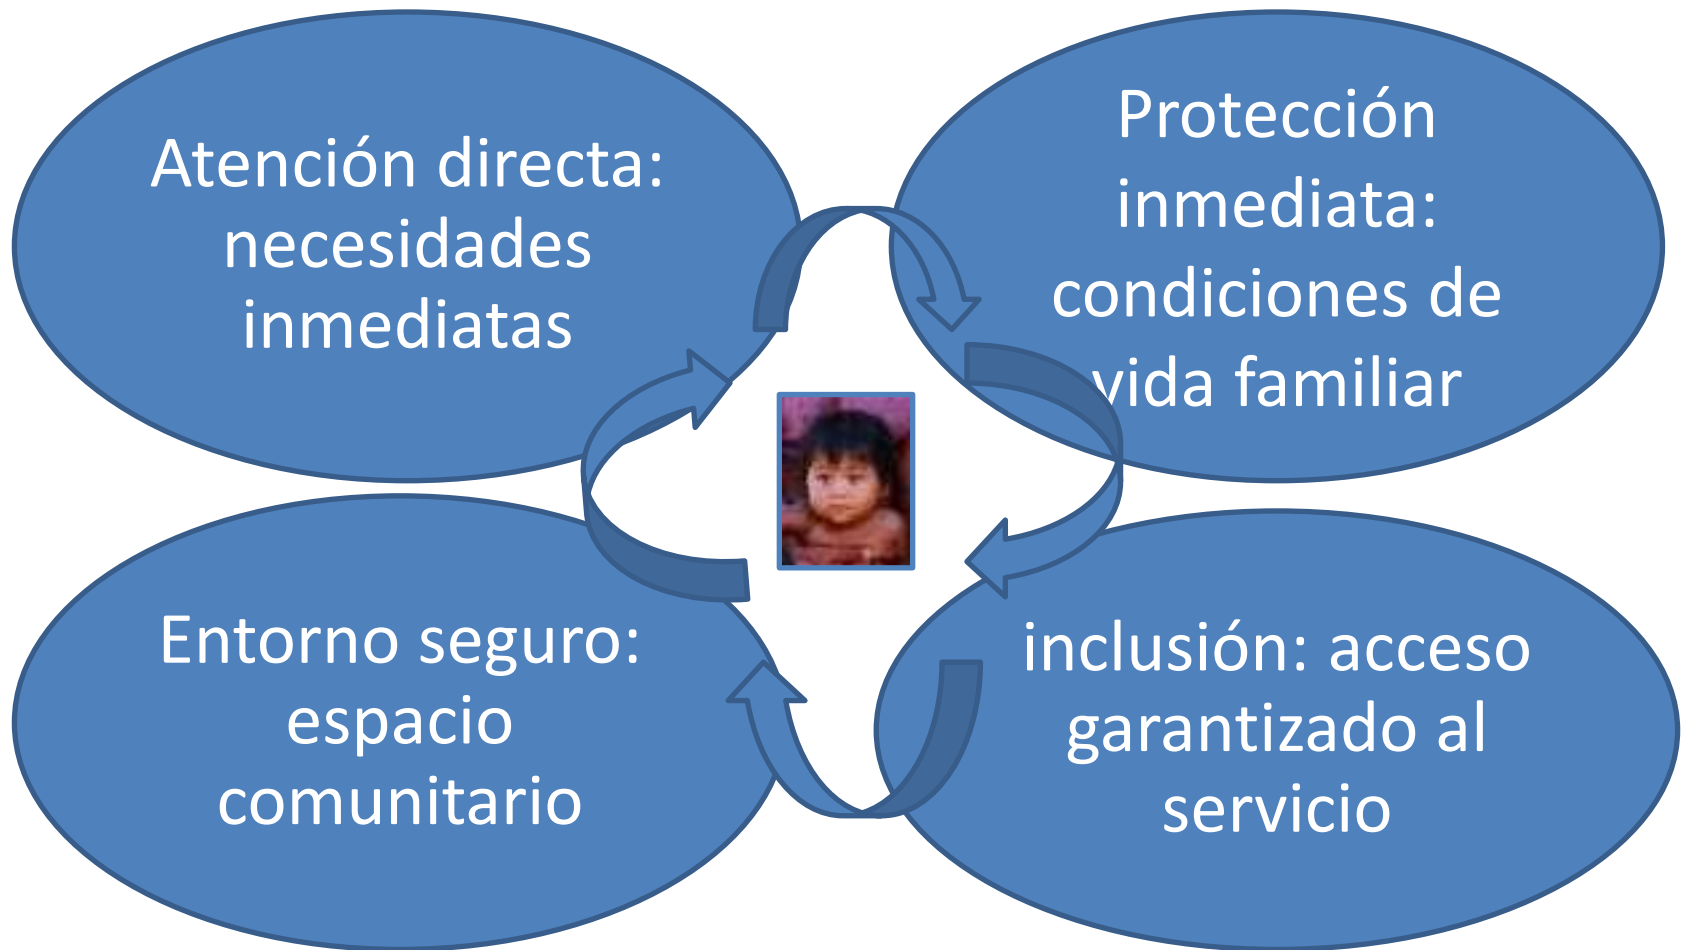 Atención directa:
necesidades
inmediatas
Protección
inmediata:
condiciones de
vida familiar
Entorno seguro:
espacio
comunitario
inclusión: acceso
garantizado al
servicio